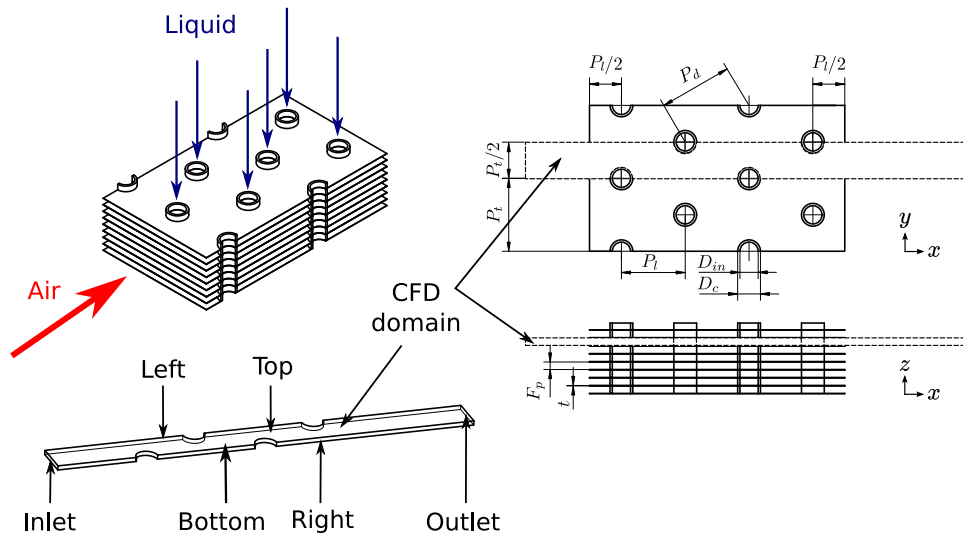 Liquid
Air
P_l/2
P_d
P_l/2
P_t/2
P_t
P_l
D_in
D_c
y
x
CFD
domain
F_p
t
z
x
Left
Top
Inlet
Bottom
Right
Outlet